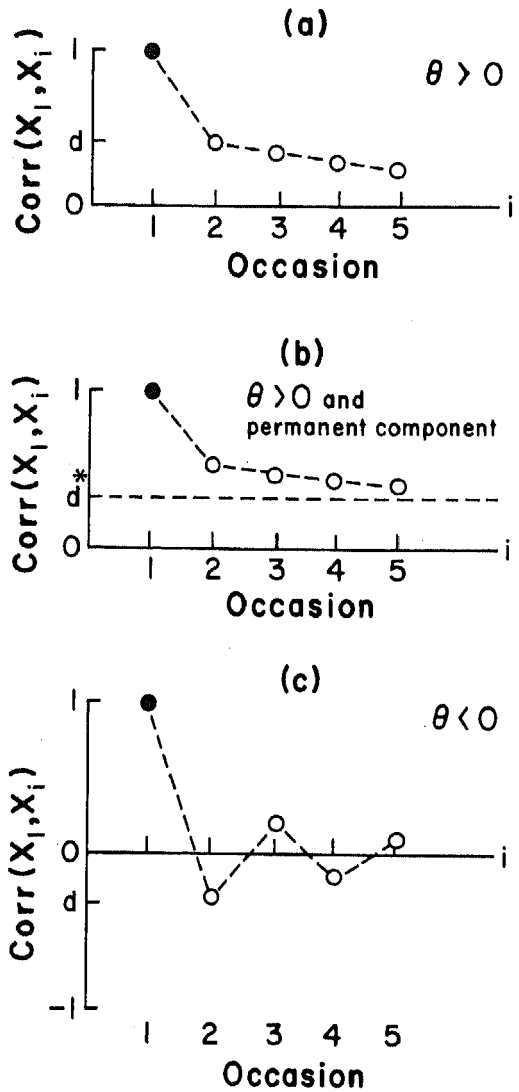 (a)
θ > 0
Corr(X₁,Xᵢ)
1
d
0
1 2 3 4 5 i
Occasion
(b)
θ > 0 and
permanent component
Corr(X₁,Xᵢ)
1
d*
0
1 2 3 4 5 i
Occasion
(c)
θ < 0
Corr(X₁,Xᵢ)
1
0 i
d
-1
1 2 3 4 5
Occasion